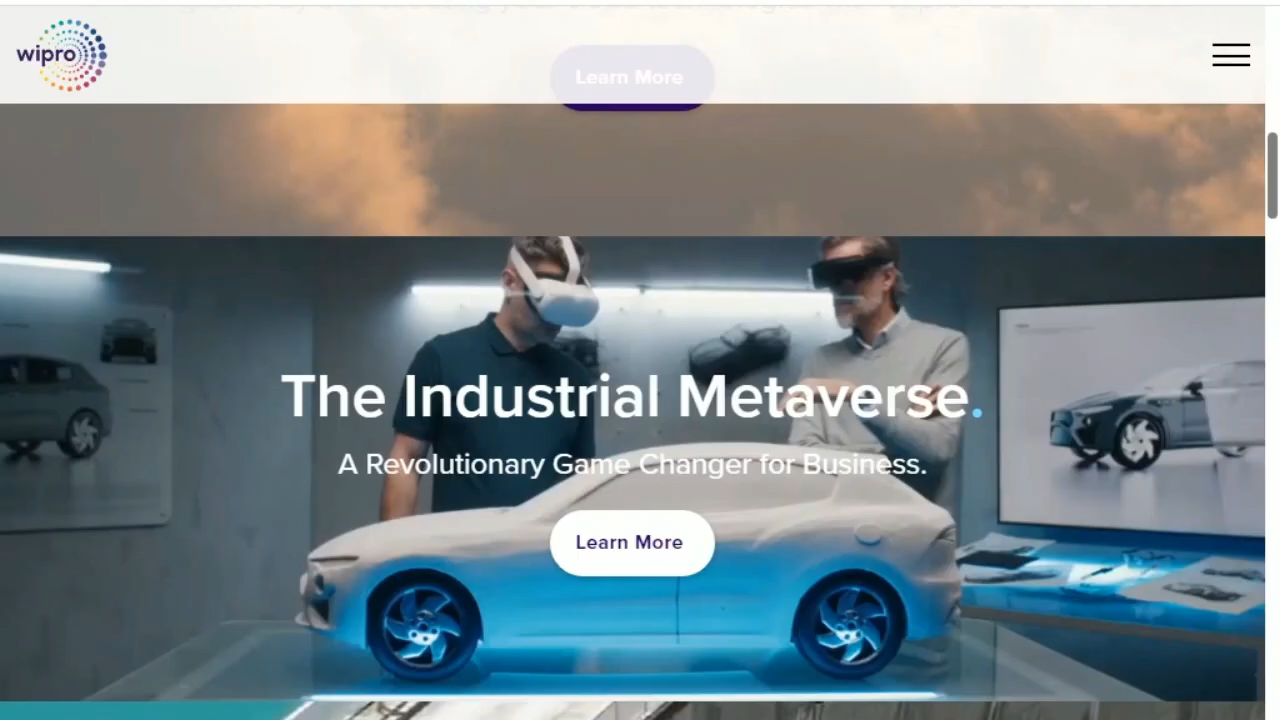 wipro
Learn More
The Industrial Metaverse.
A Revolutionary Game Changer for Business.
Learn More